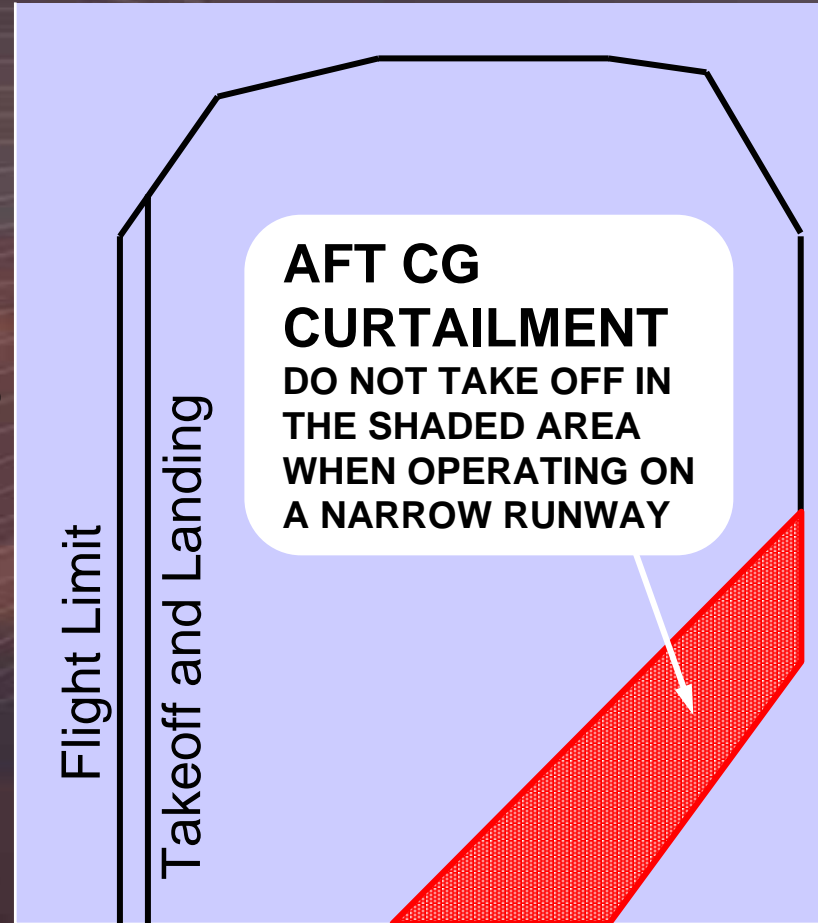 AFT CG
CURTAILMENT
DO NOT TAKE OFF IN
THE SHADED AREA
WHEN OPERATING ON
A NARROW RUNWAY
Flight Limit
Takeoff and Landing